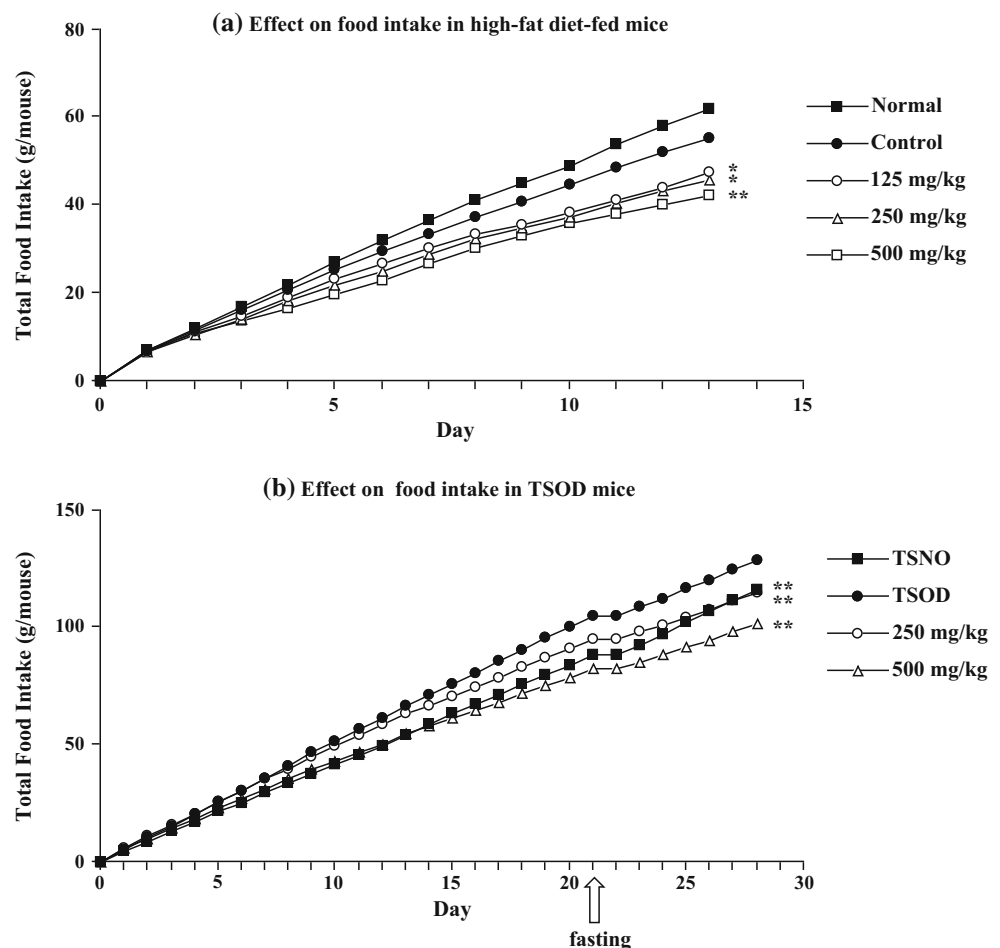 (a) Effect on food intake in high-fat diet-fed mice
Total Food Intake (g/mouse)
80
60
40
20
0
0 5 10 15
Day
*
*
**
Normal
Control
125 mg/kg
250 mg/kg
500 mg/kg
(b) Effect on food intake in TSOD mice
Total Food Intake (g/mouse)
150
100
50
0
0 5 10 15 20 25 30
Day
fasting
**
**
**
TSNO
TSOD
250 mg/kg
500 mg/kg